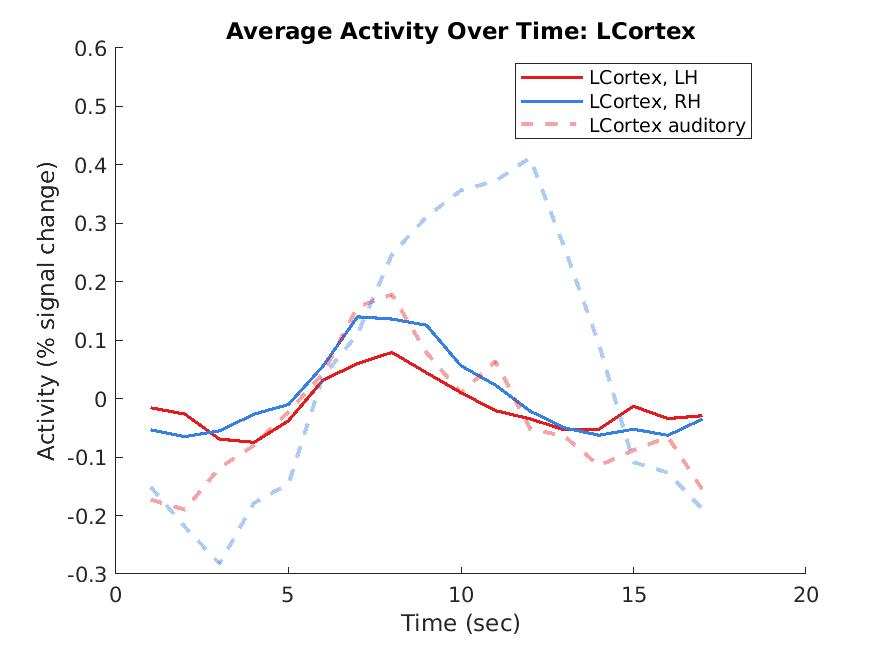 Average Activity Over Time: LCortex
0.6
0.5
0.4
0.3
0.2
0.1
0
-0.1
-0.2
-0.3
Activity (% signal change)
LCortex, LH
LCortex, RH
LCortex auditory
0 5 10 15 20
Time (sec)